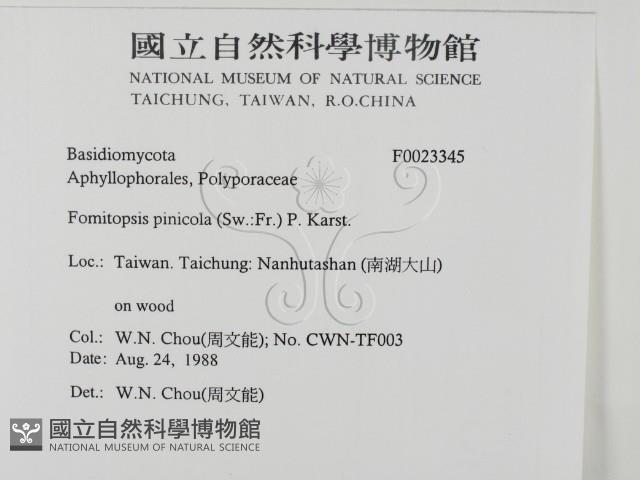 國立自然科學博物館
NATIONAL MUSEUM OF NATURAL SCIENCE
TAICHUNG, TAIWAN, R.O.CHINA
Basidiomycota F0023345
Aphyllophorales, Polyporaceae
Fomitopsis pinicola (Sw.:Fr.) P. Karst.
Loc.: Taiwan. Taichung: Nanhutashan (南湖大山)
on wood
Col.: W.N. Chou(周文能); No. CWN-TF003
Date: Aug. 24, 1988
Det.: W.N. Chou(周文能)
國立自然科學博物館
NATIONAL MUSEUM OF NATURAL SCIENCE